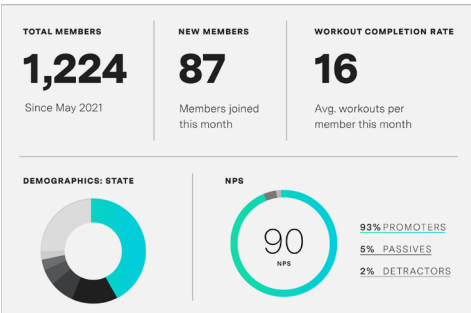 TOTAL MEMBERS
1,224
Since May 2021
NEW MEMBERS
87
Members joined
this month
WORKOUT COMPLETION RATE
16
Avg. workouts per
member this month
DEMOGRAPHICS: STATE
NPS
90
NPS
93% PROMOTERS
5% PASSIVES
2% DETRACTORS